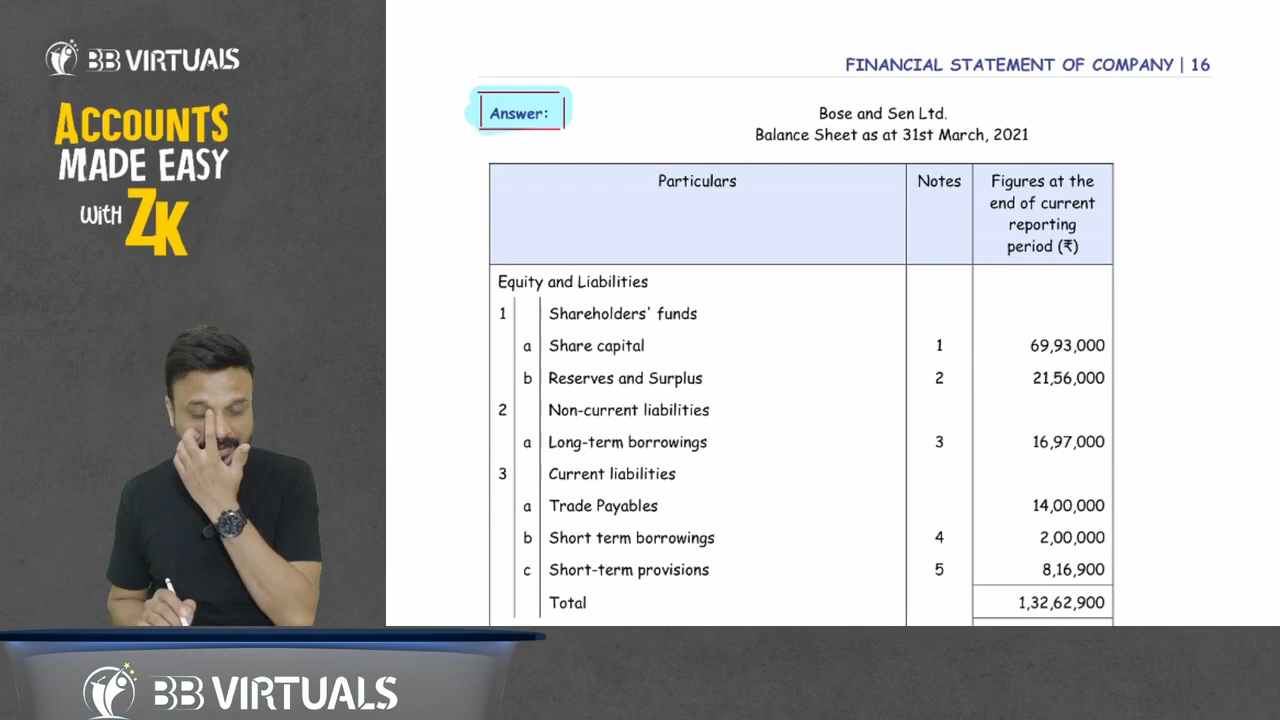 BB VIRTUALS
ACCOUNTS
MADE EASY
with ZK
FINANCIAL STATEMENT OF COMPANY | 16
Answer:
Bose and Sen Ltd.
Balance Sheet as at 31st March, 2021
Particulars Notes Figures at the end of current reporting period (₹)
Equity and Liabilities
1 Shareholders' funds
a Share capital 1 69,93,000
b Reserves and Surplus 2 21,56,000
2 Non-current liabilities
a Long-term borrowings 3 16,97,000
3 Current liabilities
a Trade Payables 14,00,000
b Short term borrowings 4 2,00,000
c Short-term provisions 5 8,16,900
Total 1,32,62,900
BB VIRTUALS